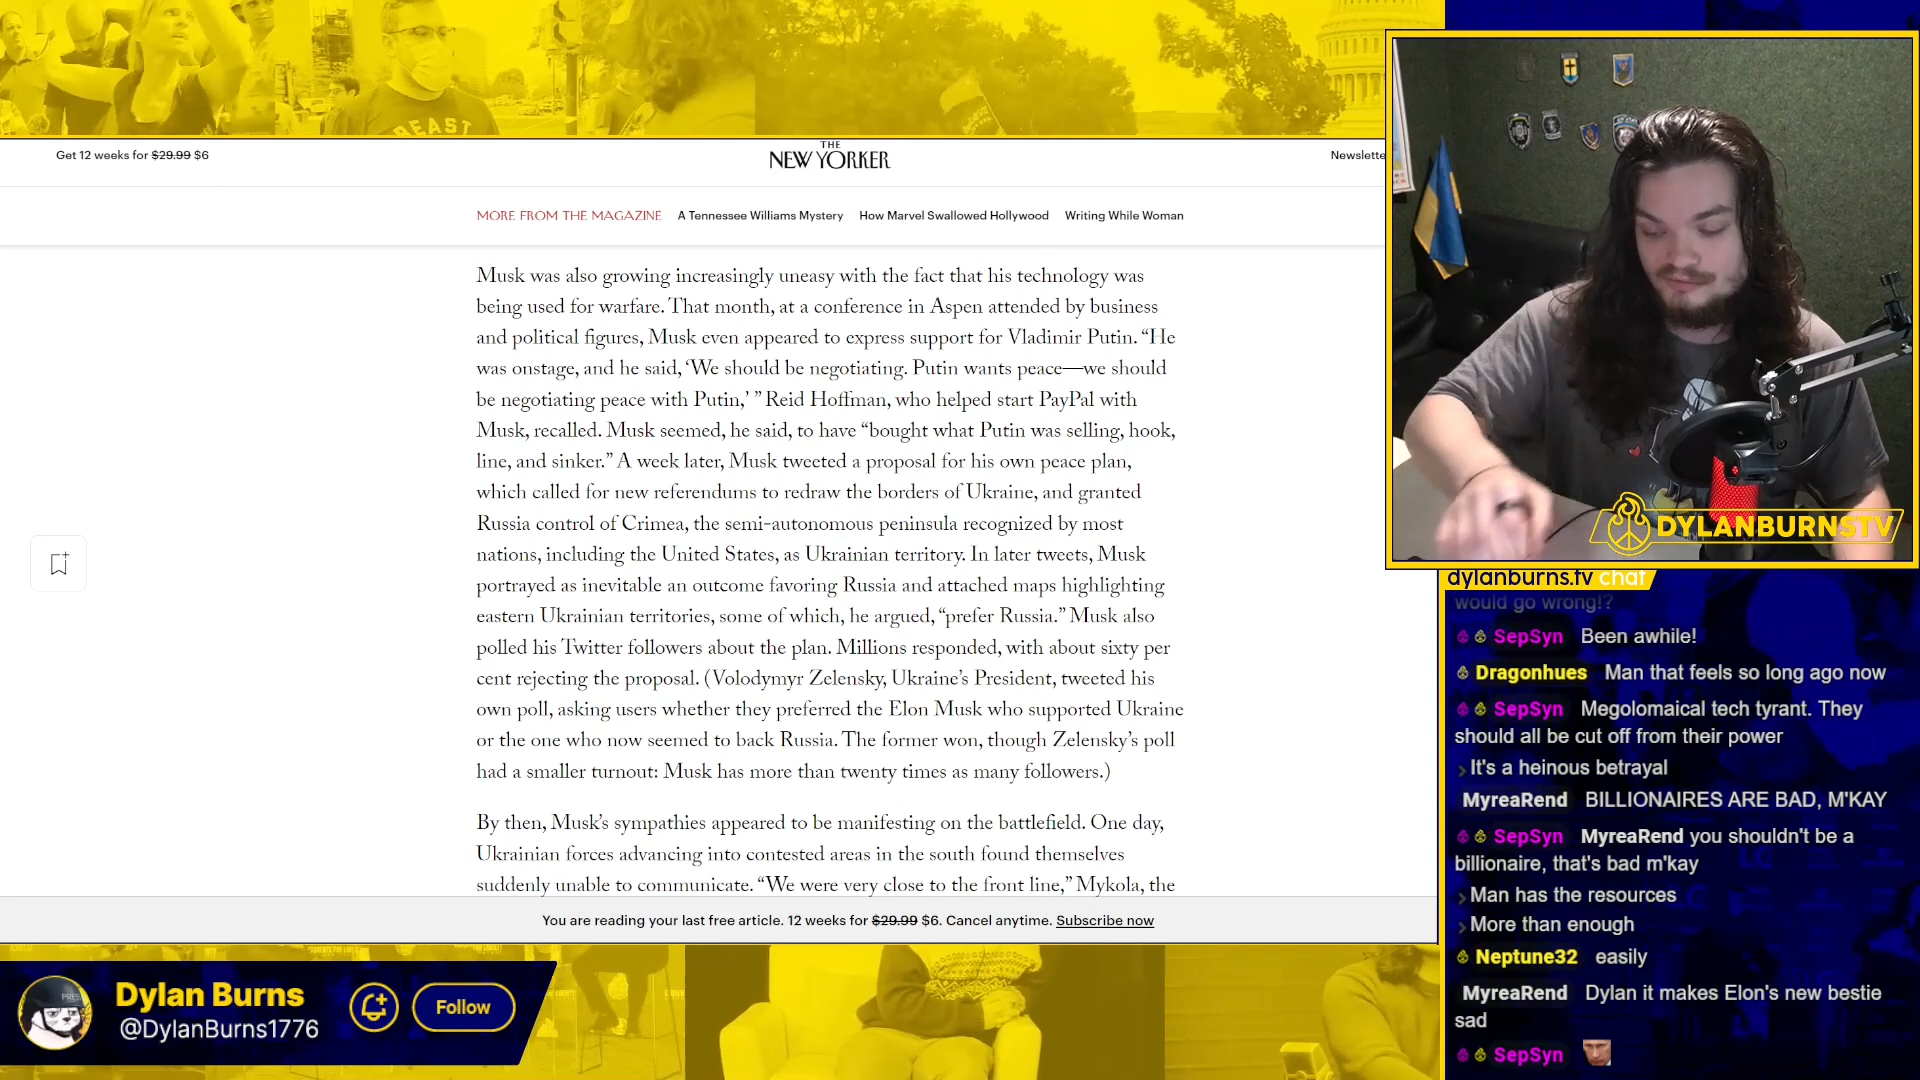 BEAST
Get 12 weeks for $29.99 $6
THE
NEW YORKER
Newslette
MORE FROM THE MAGAZINE A Tennessee Williams Mystery How Marvel Swallowed Hollywood Writing While Woman
Musk was also growing increasingly uneasy with the fact that his technology was
being used for warfare. That month, at a conference in Aspen attended by business
and political figures, Musk even appeared to express support for Vladimir Putin. “He
was onstage, and he said, ‘We should be negotiating. Putin wants peace—we should
be negotiating peace with Putin,’ ” Reid Hoffman, who helped start PayPal with
Musk, recalled. Musk seemed, he said, to have “bought what Putin was selling, hook,
line, and sinker.” A week later, Musk tweeted a proposal for his own peace plan,
which called for new referendums to redraw the borders of Ukraine, and granted
Russia control of Crimea, the semi-autonomous peninsula recognized by most
nations, including the United States, as Ukrainian territory. In later tweets, Musk
portrayed as inevitable an outcome favoring Russia and attached maps highlighting
eastern Ukrainian territories, some of which, he argued, “prefer Russia.” Musk also
polled his Twitter followers about the plan. Millions responded, with about sixty per
cent rejecting the proposal. (Volodymyr Zelensky, Ukraine’s President, tweeted his
own poll, asking users whether they preferred the Elon Musk who supported Ukraine
or the one who now seemed to back Russia. The former won, though Zelensky’s poll
had a smaller turnout: Musk has more than twenty times as many followers.)
By then, Musk’s sympathies appeared to be manifesting on the battlefield. One day,
Ukrainian forces advancing into contested areas in the south found themselves
suddenly unable to communicate. “We were very close to the front line,” Mykola, the
You are reading your last free article. 12 weeks for $29.99 $6. Cancel anytime. Subscribe now
PRESS
Dylan Burns
@DylanBurns1776
Follow
DYLANBURNSTV
dylanburns.tv chat
would go wrong!?
SepSyn Been awhile!
Dragonhues Man that feels so long ago now
SepSyn Megolomaical tech tyrant. They
should all be cut off from their power
It's a heinous betrayal
MyreaRend BILLIONAIRES ARE BAD, M'KAY
SepSyn MyreaRend you shouldn't be a
billionaire, that's bad m'kay
Man has the resources
More than enough
Neptune32 easily
MyreaRend Dylan it makes Elon's new bestie
sad
SepSyn